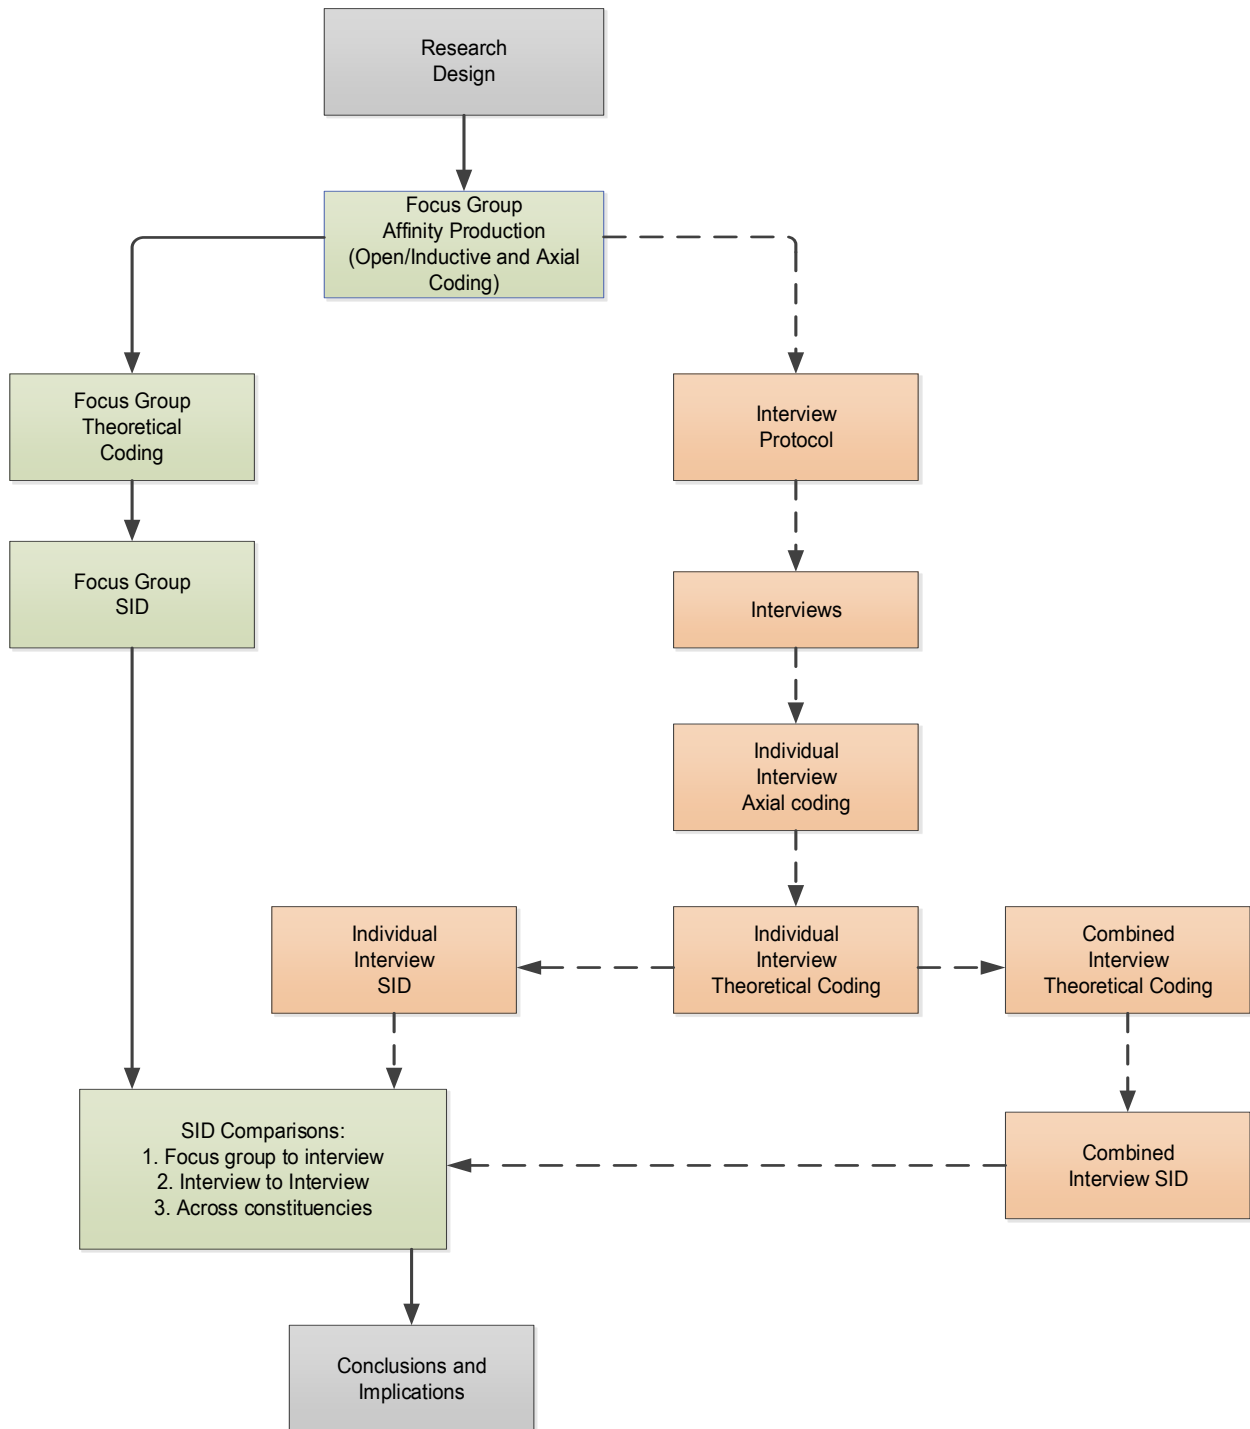 Research
Design
Focus Group
Affinity Production
(Open/Inductive and Axial
Coding)
Focus Group
Theoretical
Coding
Interview
Protocol
Focus Group
SID
Interviews
Individual
Interview
Axial coding
Individual
Interview
SID
Individual
Interview
Theoretical Coding
Combined
Interview
Theoretical Coding
SID Comparisons:
1. Focus group to interview
2. Interview to Interview
3. Across constituencies
Combined
Interview SID
Conclusions and
Implications